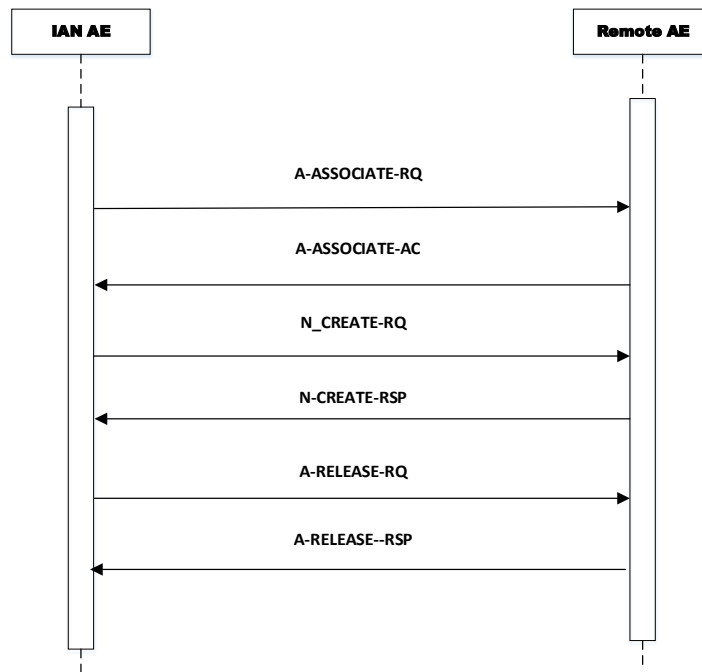 IAN AE
Remote AE
A-ASSOCIATE-RQ
A-ASSOCIATE-AC
N_CREATE-RQ
N-CREATE-RSP
A-RELEASE-RQ
A-RELEASE--RSP